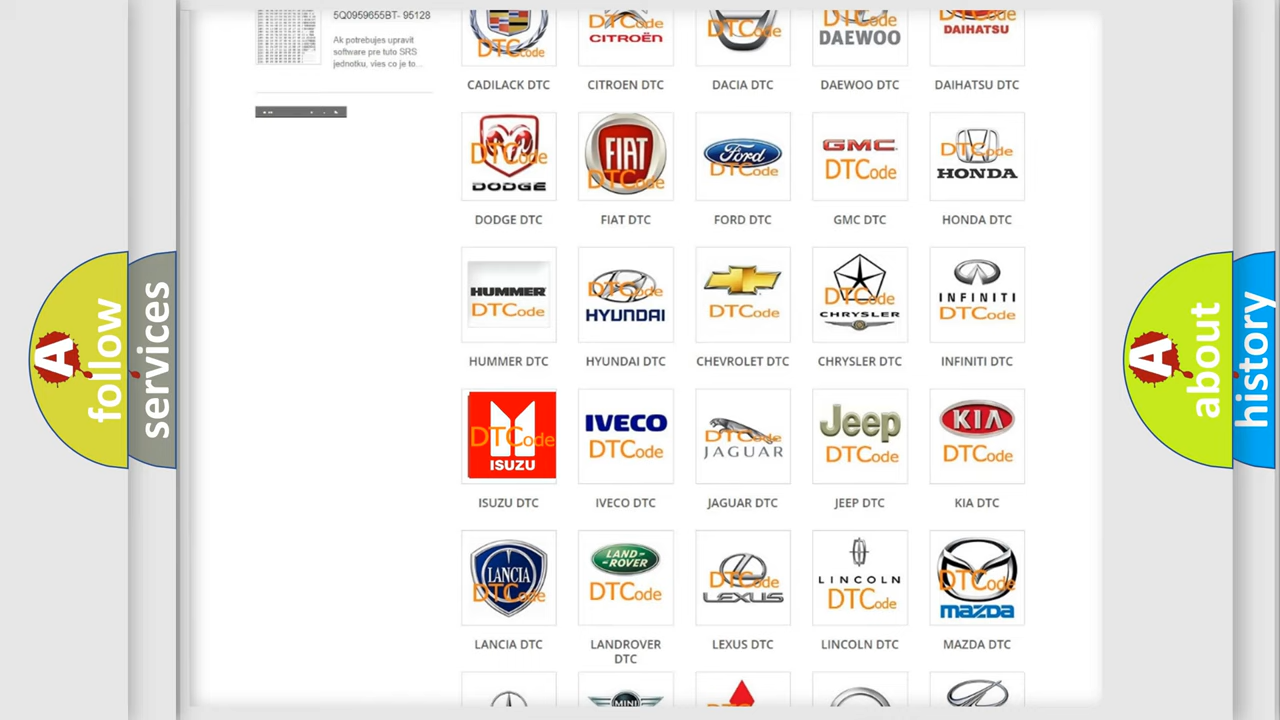 5Q0959655BT- 95128
Ak potrebujes upravit
software pre tuto SRS
jednotku, vies co je to...
DTCode
DTCode
CITROËN
DTCode
DAEWOO
DTCode
DAIHATSU
CADILACK DTC
CITROEN DTC
DACIA DTC
DAEWOO DTC
DAIHATSU DTC
DTCode
DODGE
FIAT
DTCode
Ford
DTCode
GMC
DTCode
DTCode
HONDA
DODGE DTC
FIAT DTC
FORD DTC
GMC DTC
HONDA DTC
HUMMER
DTCode
DTCode
HYUNDAI
DTCode
DTCode
CHRYSLER
INFINITI
DTCode
HUMMER DTC
HYUNDAI DTC
CHEVROLET DTC
CHRYSLER DTC
INFINITI DTC
DTCode
ISUZU
IVECO
DTCode
DTCode
JAGUAR
Jeep
DTCode
KIA
DTCode
ISUZU DTC
IVECO DTC
JAGUAR DTC
JEEP DTC
KIA DTC
LANCIA
DTCode
LAND-
ROVER
DTCode
DTCode
LEXUS
LINCOLN
DTCode
DTCode
mazda
LANCIA DTC
LANDROVER
DTC
LEXUS DTC
LINCOLN DTC
MAZDA DTC
MINI
A follow
services
A about
history